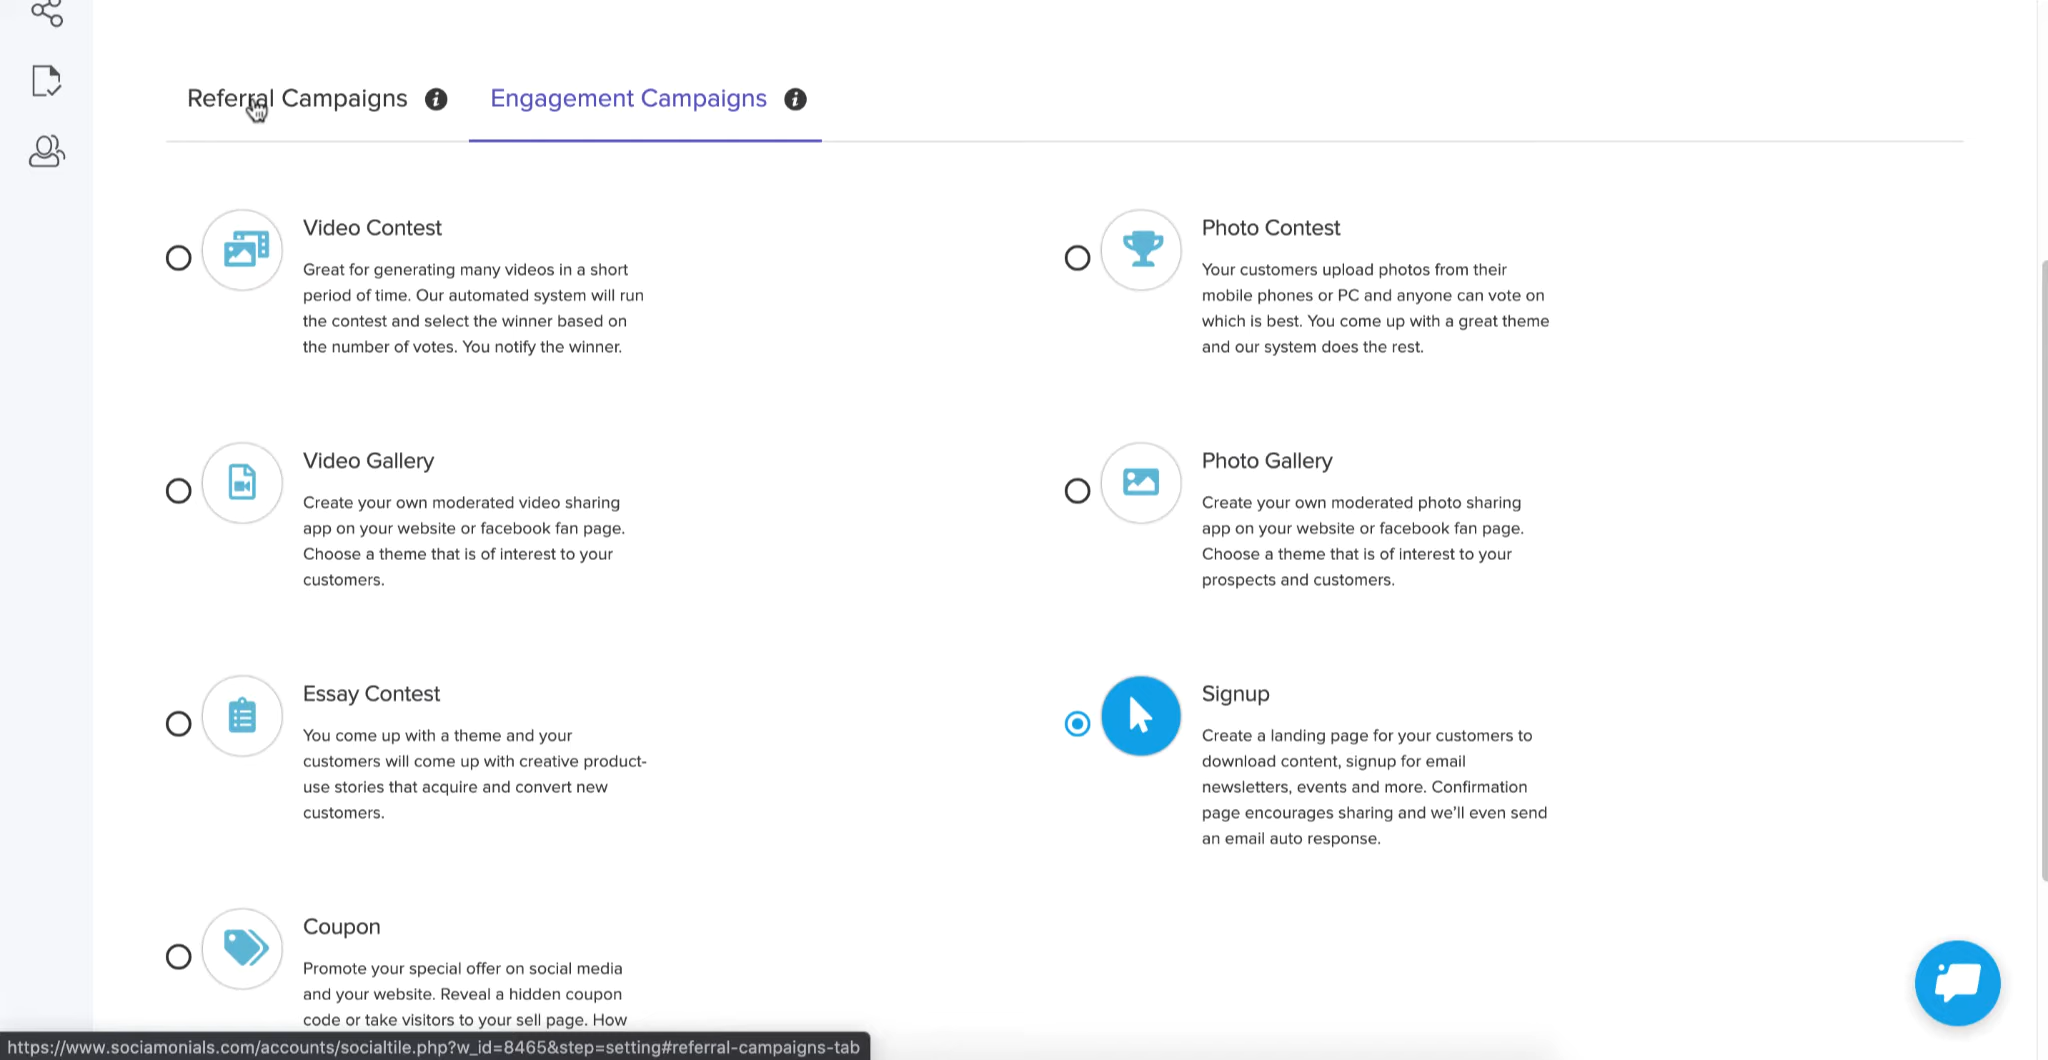 Referral Campaigns
Engagement Campaigns
Video Contest
Great for generating many videos in a short
period of time. Our automated system will run
the contest and select the winner based on
the number of votes. You notify the winner.
Photo Contest
Your customers upload photos from their
mobile phones or PC and anyone can vote on
which is best. You come up with a great theme
and our system does the rest.
Video Gallery
Create your own moderated video sharing
app on your website or facebook fan page.
Choose a theme that is of interest to your
customers.
Photo Gallery
Create your own moderated photo sharing
app on your website or facebook fan page.
Choose a theme that is of interest to your
prospects and customers.
Essay Contest
You come up with a theme and your
customers will come up with creative product-
use stories that acquire and convert new
customers.
Signup
Create a landing page for your customers to
download content, signup for email
newsletters, events and more. Confirmation
page encourages sharing and we'll even send
an email auto response.
Coupon
Promote your special offer on social media
and your website. Reveal a hidden coupon
code or take visitors to your sell page. How
https://www.sociamonials.com/accounts/socialtile.php?w_id=8465&step=setting#referral-campaigns-tab